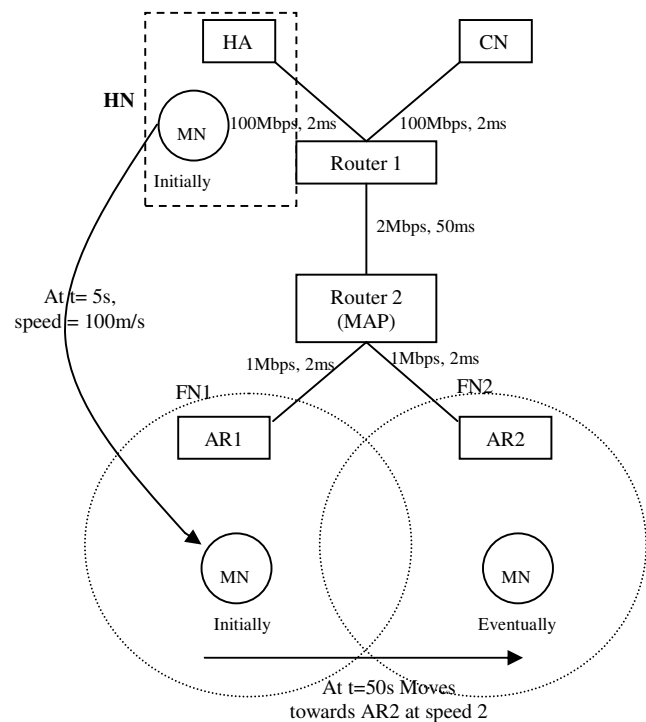 HA
CN
HN
MN
100Mbps, 2ms
100Mbps, 2ms
Router 1
Initially
2Mbps, 50ms
At t= 5s,
speed = 100m/s
Router 2
(MAP)
1Mbps, 2ms
1Mbps, 2ms
FN1
FN2
AR1
AR2
MN
MN
Initially
Eventually
At t=50s Moves
towards AR2 at speed 2